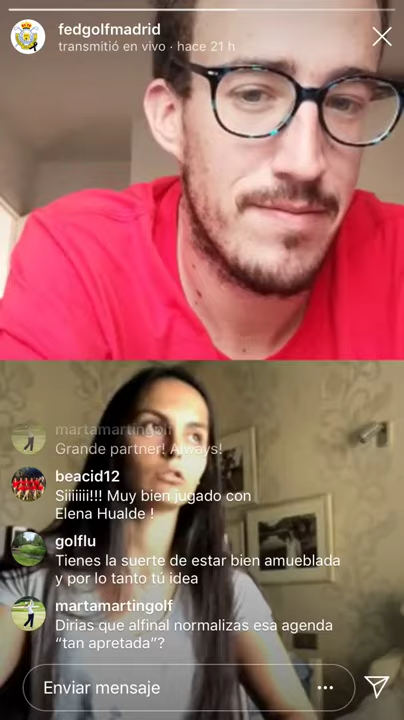 fedgolfmadrid
transmitió en vivo · hace 21 h
martamartingolf
Grande partner! Always!
beacid12
Siiiiiii!!! Muy bien jugado con
Elena Hualde !
golflu
Tienes la suerte de estar bien amueblada
y por lo tanto tú idea
martamartingolf
Dirias que alfinal normalizas esa agenda
“tan apretada”?
Enviar mensaje